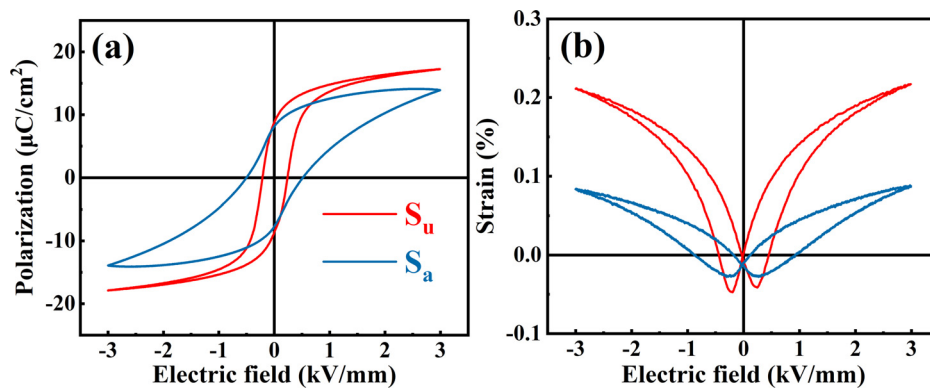 (a)
Polarization (μC/cm²)
20
10
0
-10
-20
Su
Sa
-3 -2 -1 0 1 2 3
Electric field (kV/mm)
(b)
Strain (%)
0.3
0.2
0.1
0.0
-0.1
-3 -2 -1 0 1 2 3
Electric field (kV/mm)